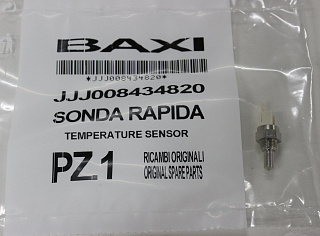 BAXI
*JJJ008434820*
JJJ008434820
SONDA RAPIDA
TEMPERATURE SENSOR
PZ.1
RICAMBI ORIGINALI
ORIGINAL SPARE PARTS